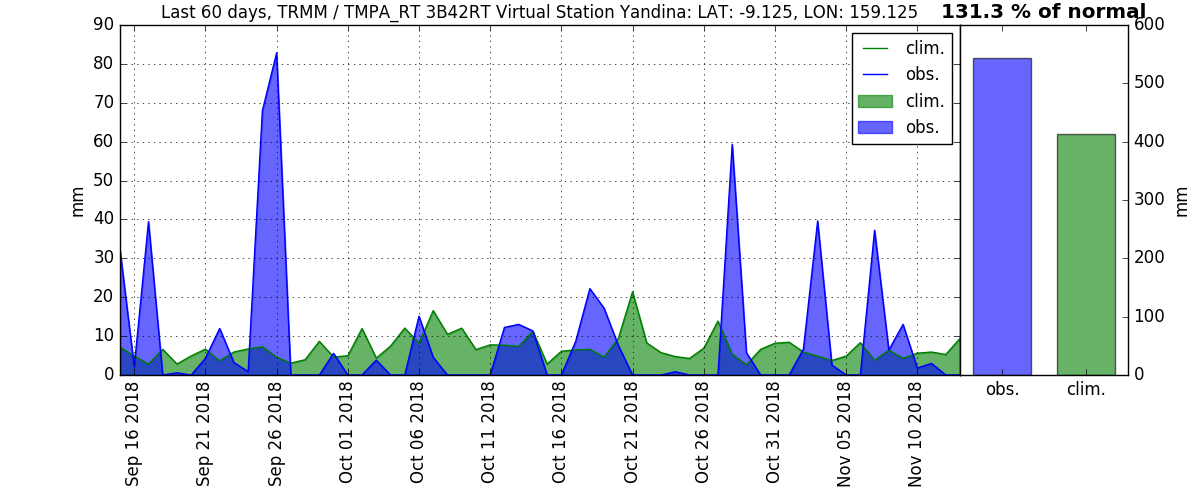 Last 60 days, TRMM / TMPA_RT 3B42RT Virtual Station Yandina: LAT: -9.125, LON: 159.125
131.3 % of normal
90
80
70
60
50
40
30
20
10
0
mm
clim.
obs.
clim.
obs.
Sep 16 2018
Sep 21 2018
Sep 26 2018
Oct 01 2018
Oct 06 2018
Oct 11 2018
Oct 16 2018
Oct 21 2018
Oct 26 2018
Oct 31 2018
Nov 05 2018
Nov 10 2018
600
500
400
300
200
100
0
mm
obs.
clim.